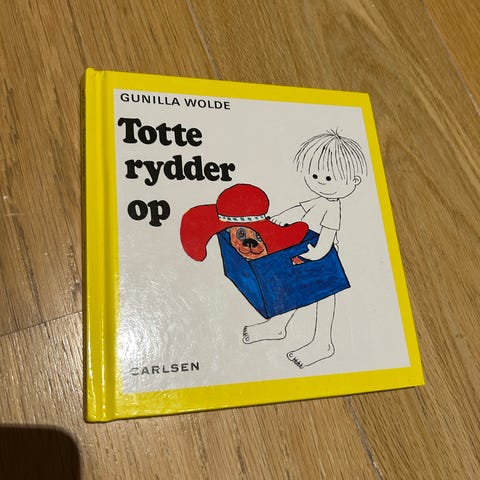 GUNILLA WOLDE
Totte
rydder
op
CARLSEN